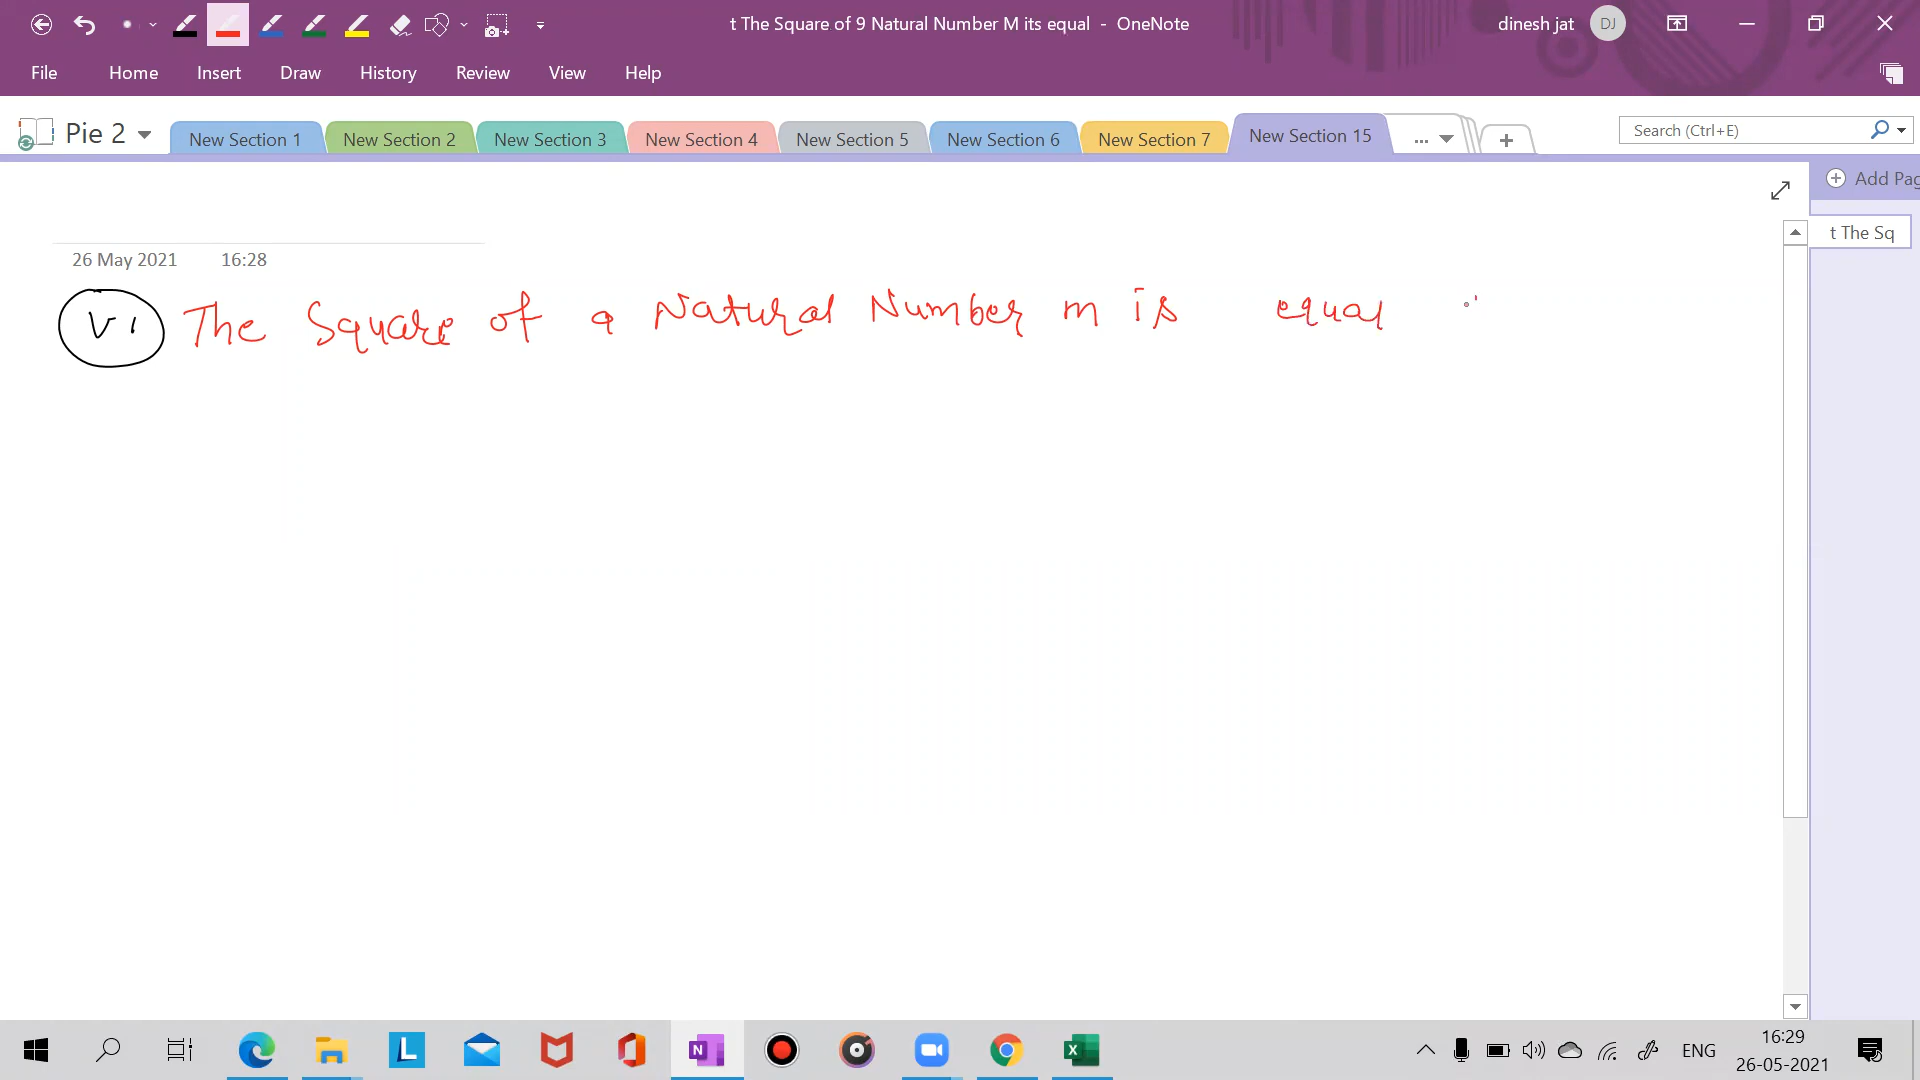 t The Square of 9 Natural Number M its equal - OneNote
dinesh jat
DJ
File Home Insert Draw History Review View Help
Pie 2
New Section 1
New Section 2
New Section 3
New Section 4
New Section 5
New Section 6
New Section 7
New Section 15
...
Search (Ctrl+E)
Add Pag
t The Sq
26 May 2021 16:28
VI The Square of a Natural Number m is equal
L
N
X
ENG
16:29
26-05-2021